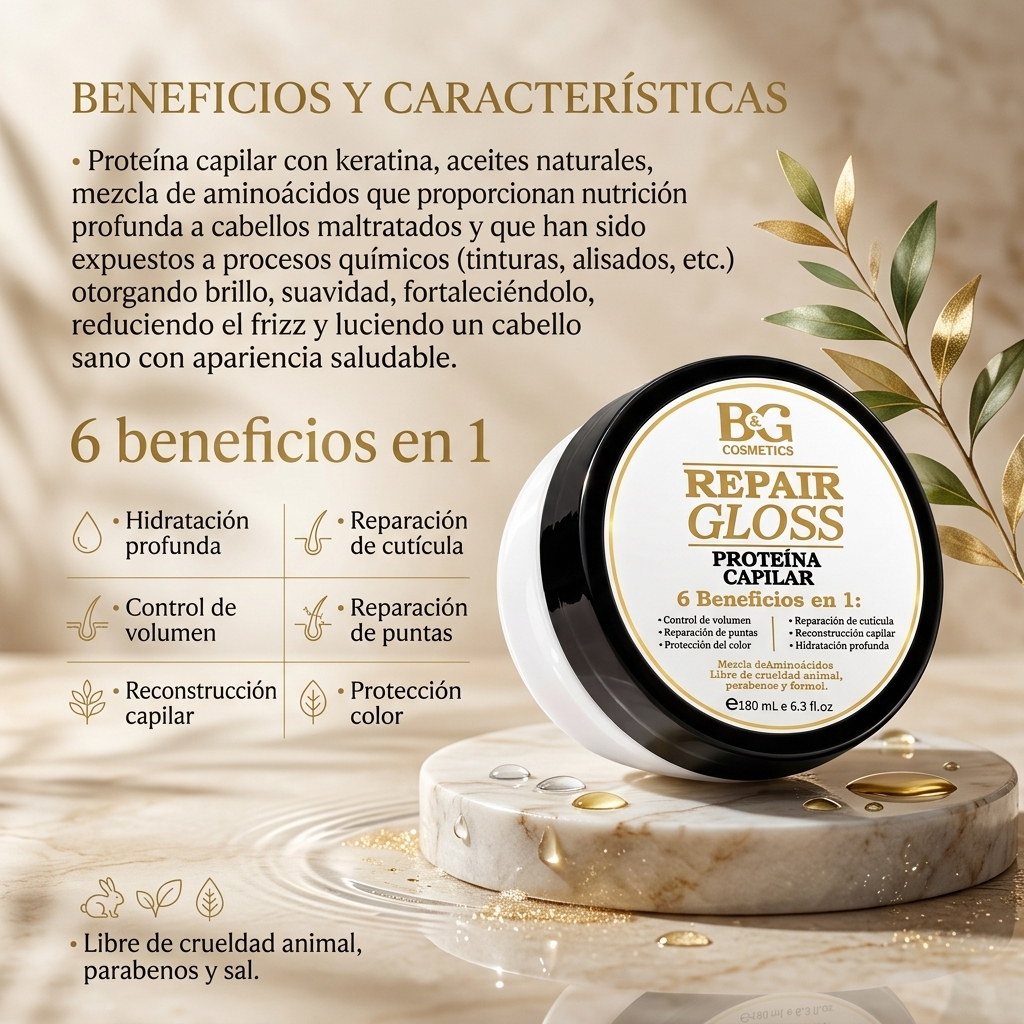 BENEFICIOS Y CARACTERÍSTICAS
• Proteína capilar con keratina, aceites naturales,
mezcla de aminoácidos que proporcionan nutrición
profunda a cabellos maltratados y que han sido
expuestos a procesos químicos (tinturas, alisados, etc.)
otorgando brillo, suavidad, fortaleciéndolo,
reduciendo el frizz y luciendo un cabello
sano con apariencia saludable.
6 beneficios en 1
• Hidratación
profunda
• Reparación
de cutícula
• Control de
volumen
• Reparación
de puntas
• Reconstrucción
capilar
• Protección
color
• Libre de crueldad animal,
parabenos y sal.
B&G
COSMETICS
REPAIR
GLOSS
PROTEÍNA
CAPILAR
6 Beneficios en 1:
• Control de volumen
• Reparación de puntas
• Protección del color
• Reparación de cuticula
• Reconstrucción capilar
• Hidratación profunda
Mezcla deAminoácidos
Libre de crueldad animal,
parabenoe y formol.
e180 mL e 6.3 fl.oz